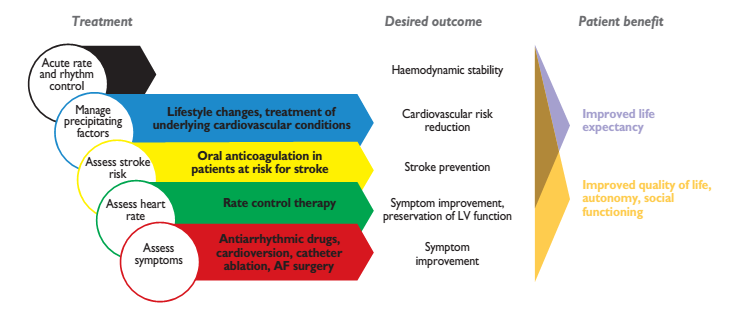 Treatment
Desired outcome
Patient benefit
Acute rate
and rhythm
control
Haemodynamic stability
Manage
precipitating
factors
Lifestyle changes, treatment of
underlying cardiovascular conditions
Cardiovascular risk
reduction
Improved life
expectancy
Assess stroke
risk
Oral anticoagulation in
patients at risk for stroke
Stroke prevention
Assess heart
rate
Rate control therapy
Symptom improvement,
preservation of LV function
Improved quality of life,
autonomy, social
functioning
Assess
symptoms
Antiarrhythmic drugs,
cardioversion, catheter
ablation, AF surgery
Symptom
improvement